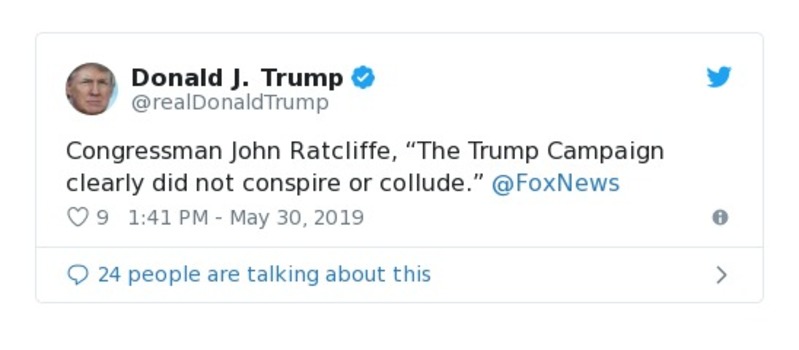 Donald J. Trump
@realDonaldTrump
Congressman John Ratcliffe, “The Trump Campaign
clearly did not conspire or collude.” @FoxNews
9 1:41 PM - May 30, 2019
24 people are talking about this